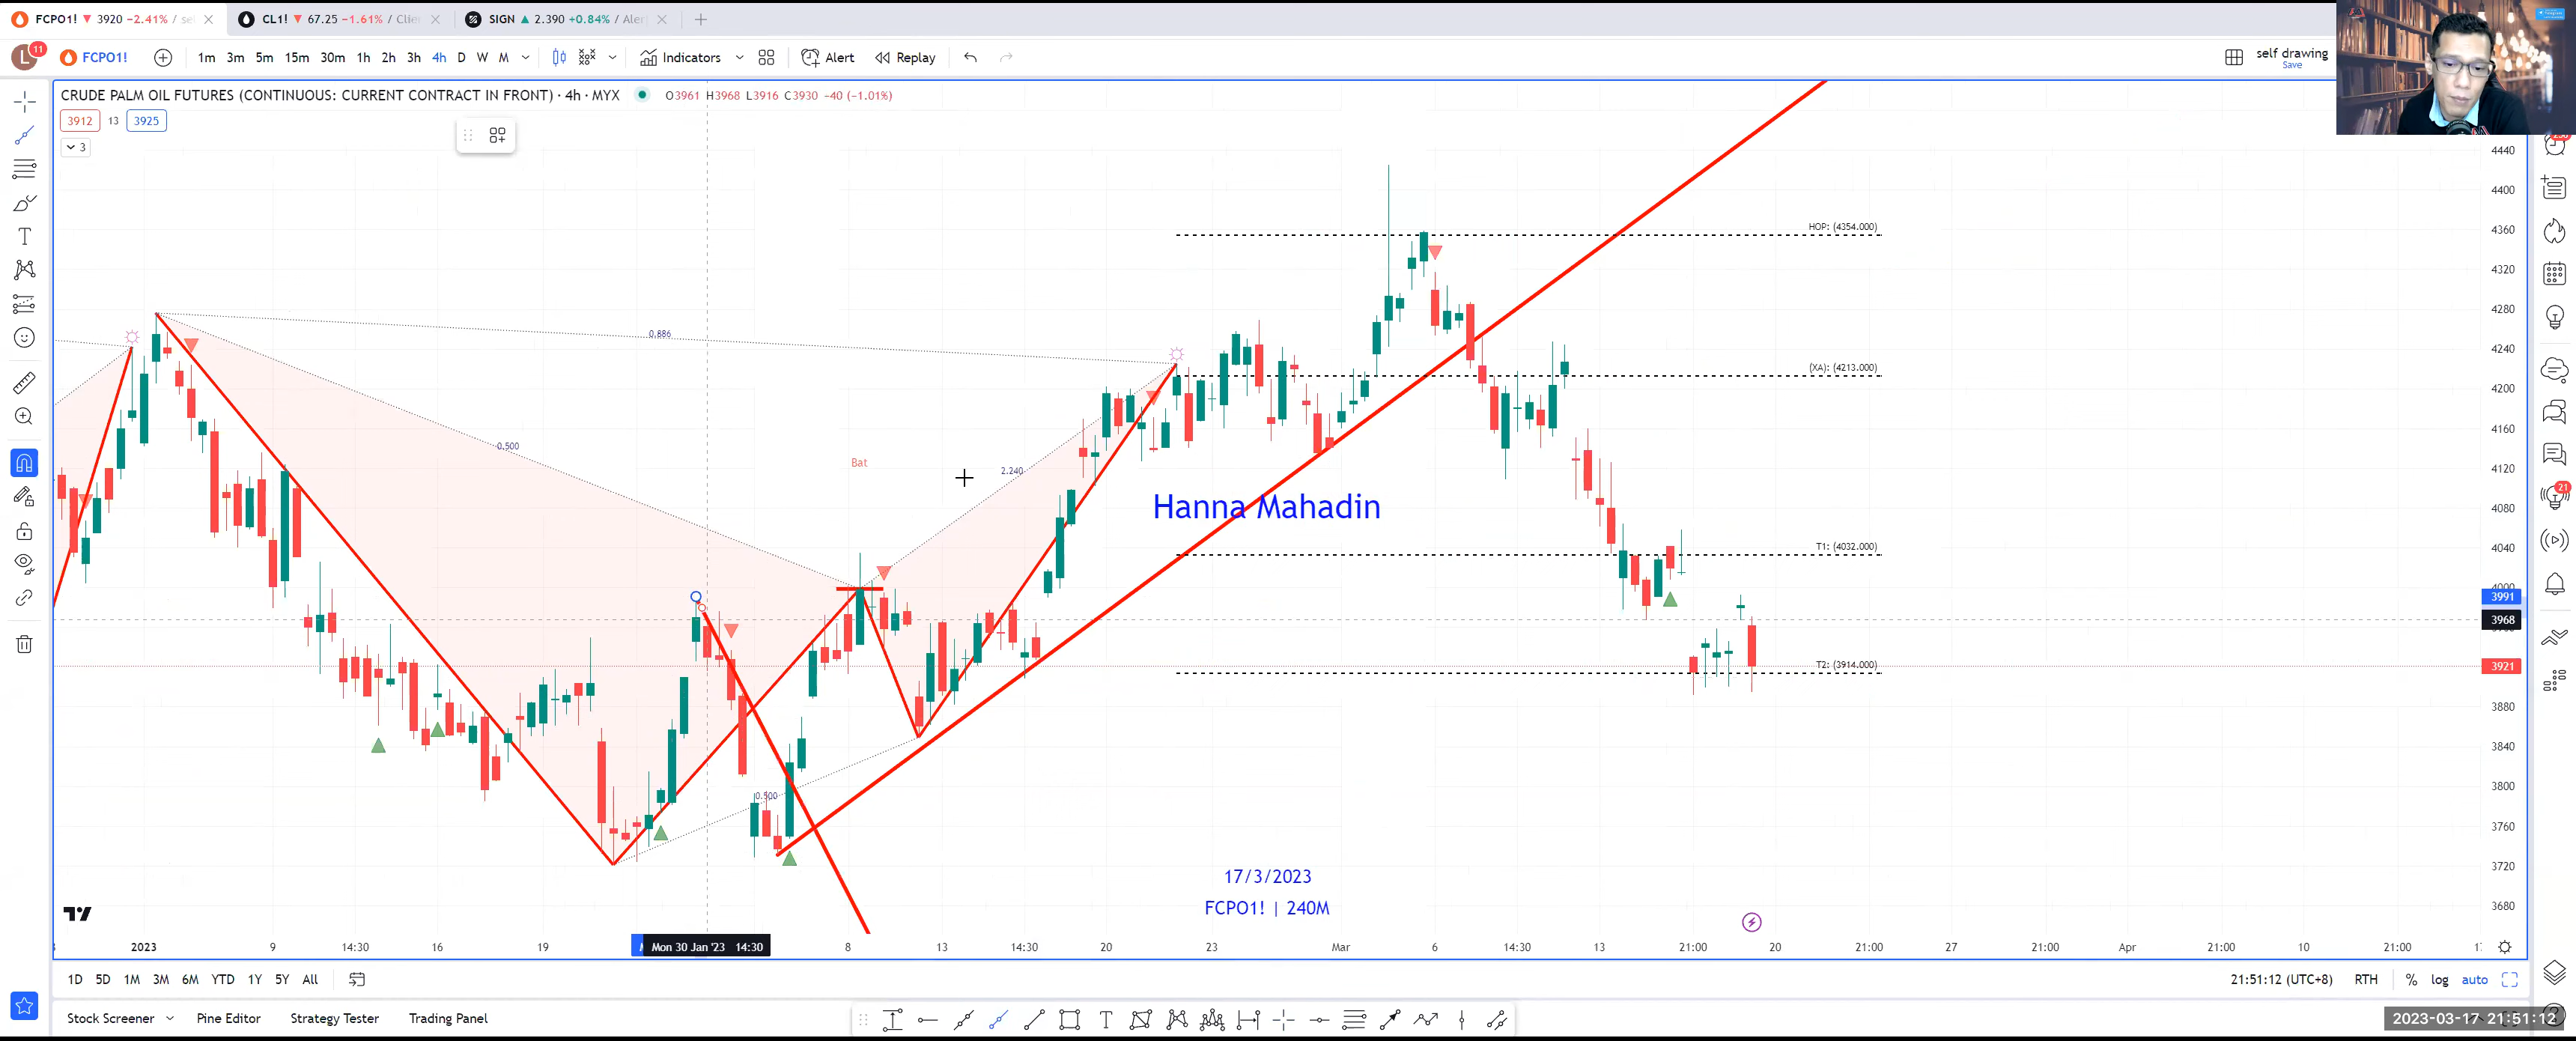 FCPO1! ▼ 3920 −2.41% / se
CL1! ▼ 67.25 −1.61% / Clie
SIGN ▲ 2.390 +0.84% / Aler
L 11 FCPO1! 1m 3m 5m 15m 30m 1h 2h 3h 4h D W M Indicators Alert Replay
self drawing
Save
CRUDE PALM OIL FUTURES (CONTINUOUS: CURRENT CONTRACT IN FRONT) · 4h · MYX O3961 H3968 L3916 C3930 −40 (−1.01%)
3912 13 3925
3
4440
4400
HOP: (4354.000)
4360
4320
4280
0.886
4240
(XA): (4213.000)
4200
0.500
4160
Bat
2.240
4120
Hanna Mahadin
4080
T1: (4032.000)
4040
4000
3991
3968
T2: (3914.000)
3921
3880
3840
0.500
3800
3760
3720
17/3/2023
FCPO1! | 240M
3680
2023 9 14:30 16 19 Mon 30 Jan '23 14:30 8 13 14:30 20 23 Mar 6 14:30 13 21:00 20 21:00 27 21:00 Apr 21:00 10 21:00
21
1D 5D 1M 3M 6M YTD 1Y 5Y All
21:51:12 (UTC+8) RTH % log auto
Stock Screener Pine Editor Strategy Tester Trading Panel
2023-03-17 21:51:12